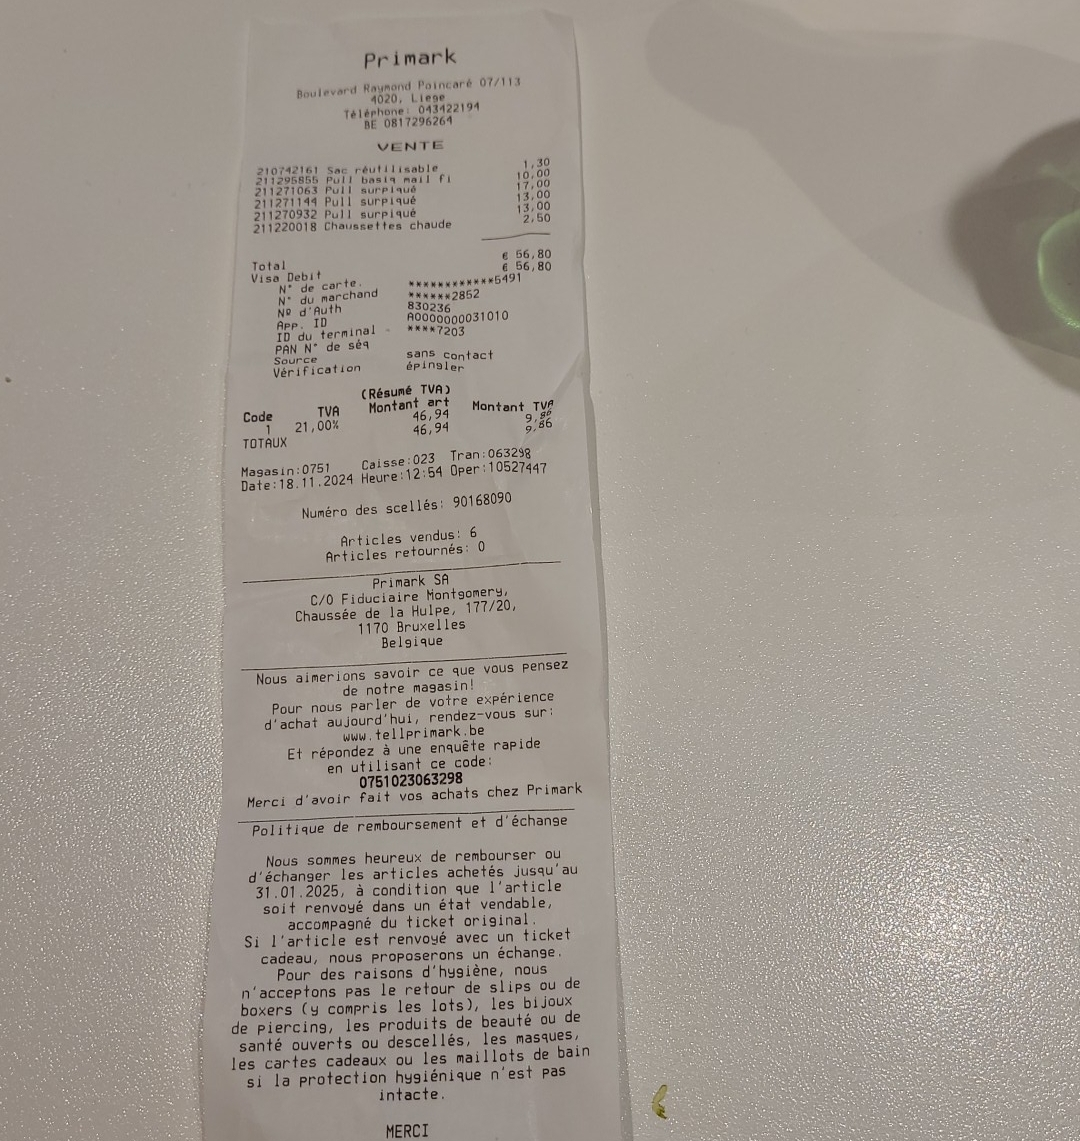 Primark
Boulevard Raymond Poincaré 07/113
4020, Liege
Téléphone: 043422194
BE 0817296264
VENTE
210742161 Sac réutilisable 1,30
211295855 Pull basiq mail fi 10,00
211271063 Pull surpiqué 17,00
211271144 Pull surpiqué 13,00
211270932 Pull surpiqué 13,00
211220018 Chaussettes chaude 2,50
Total € 56,80
Visa Debit € 56,80
N° de carte. ************5491
N° du marchand ******2852
Nº d'Auth 830236
App. ID A0000000031010
ID du terminal ****7203
PAN N° de séq
Source sans contact
Vérification épingler
(Résumé TVA)
Code TVA Montant art Montant TVA
1 21,00% 46,94 9,86
TOTAUX 46,94 9,86
Magasin:0751 Caisse:023 Tran:063298
Date:18.11.2024 Heure:12:54 Oper:10527447
Numéro des scellés: 90168090
Articles vendus: 6
Articles retournés: 0
Primark SA
C/O Fiduciaire Montgomery,
Chaussée de la Hulpe, 177/20,
1170 Bruxelles
Belgique
Nous aimerions savoir ce que vous pensez
de notre magasin!
Pour nous parler de votre expérience
d'achat aujourd'hui, rendez-vous sur:
www.tellprimark.be
Et répondez à une enquête rapide
en utilisant ce code:
0751023063298
Merci d'avoir fait vos achats chez Primark
Politique de remboursement et d'échange
Nous sommes heureux de rembourser ou
d'échanger les articles achetés jusqu'au
31.01.2025, à condition que l'article
soit renvoyé dans un état vendable,
accompagné du ticket original.
Si l'article est renvoyé avec un ticket
cadeau, nous proposerons un échange.
Pour des raisons d'hygiène, nous
n'acceptons pas le retour de slips ou de
boxers (y compris les lots), les bijoux
de piercing, les produits de beauté ou de
santé ouverts ou descellés, les masques,
les cartes cadeaux ou les maillots de bain
si la protection hygiénique n'est pas
intacte.
MERCI